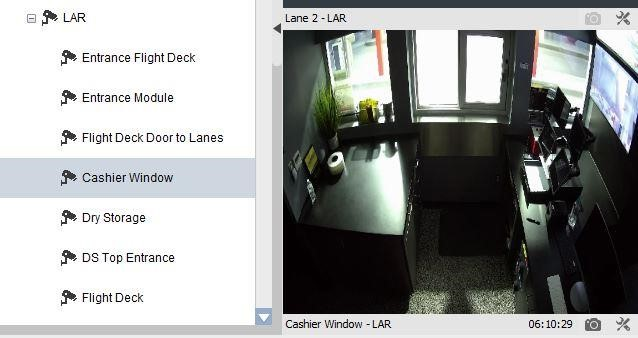 LAR
Entrance Flight Deck
Entrance Module
Flight Deck Door to Lanes
Cashier Window
Dry Storage
DS Top Entrance
Flight Deck
Lane 2 - LAR
Cashier Window - LAR 06:10:29